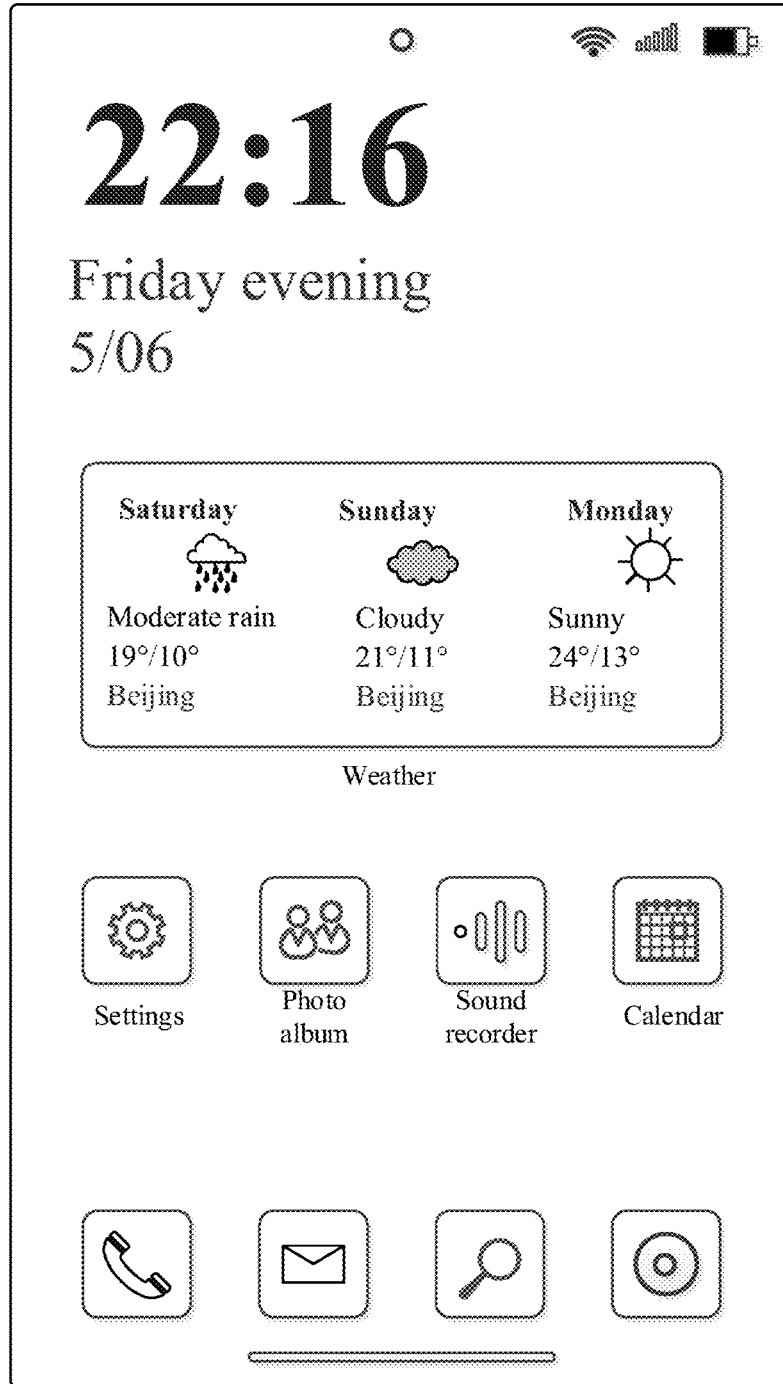 22:16
Friday evening
5/06
Saturday Sunday Monday
Moderate rain Cloudy Sunny
19°/10° 21°/11° 24°/13°
Beijing Beijing Beijing
Weather
Settings Photo album Sound recorder Calendar